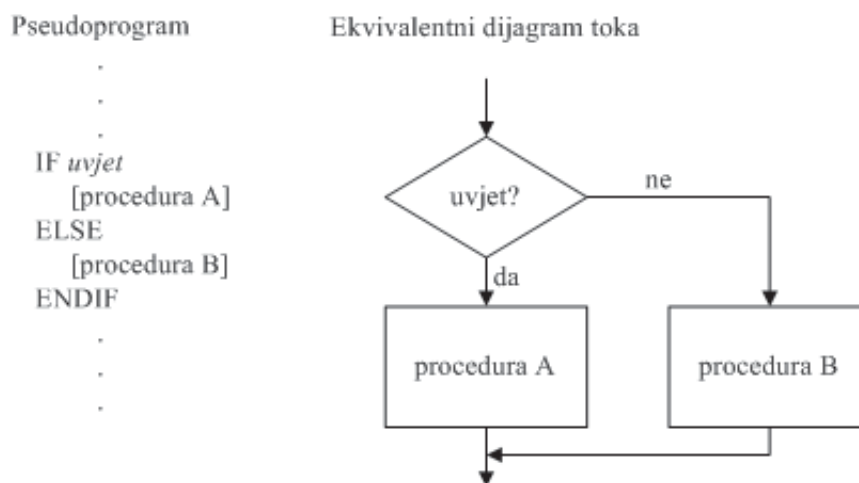 Pseudoprogram
.
.
.
IF uvjet
[procedura A]
ELSE
[procedura B]
ENDIF
.
.
.
Ekvivalentni dijagram toka
uvjet?
ne
da
procedura A
procedura B